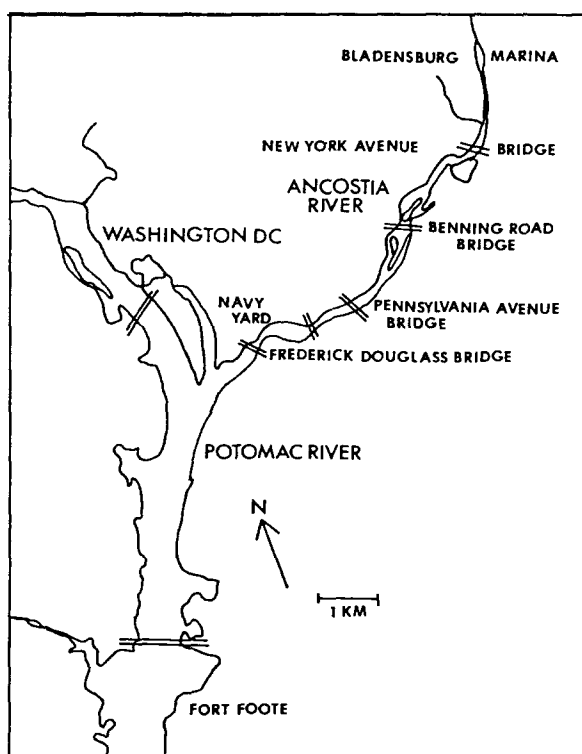 BLADENSBURG MARINA
NEW YORK AVENUE BRIDGE
ANCOSTIA
RIVER
BENNING ROAD
BRIDGE
WASHINGTON DC
NAVY
YARD
PENNSYLVANIA AVENUE
BRIDGE
FREDERICK DOUGLASS BRIDGE
POTOMAC RIVER
N
1 KM
FORT FOOTE